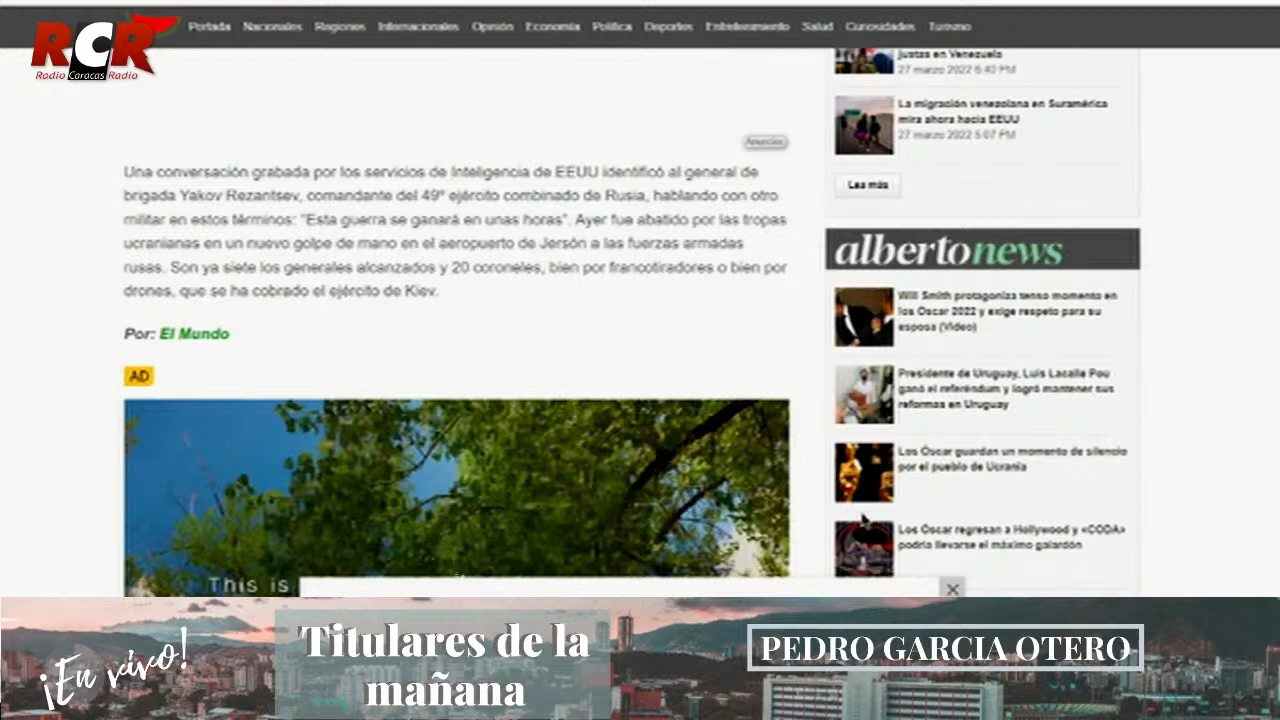 RCR
Radio Caracas Radio
Portada Nacionales Regiones Internacionales Opinión Economía Política Deportes Entretenimiento Salud Curiosidades Turismo
justas en Venezuela
27 marzo 2022 6:40 PM
La migración venezolana en Suramérica
mira ahora hacia EEUU
27 marzo 2022 5:07 PM
Lea más
Anuncios
Una conversación grabada por los servicios de Inteligencia de EEUU identificó al general de
brigada Yakov Rezantsev, comandante del 49º ejército combinado de Rusia, hablando con otro
militar en estos términos: "Esta guerra se ganará en unas horas". Ayer fue abatido por las tropas
ucranianas en un nuevo golpe de mano en el aeropuerto de Jersón a las fuerzas armadas
rusas. Son ya siete los generales alcanzados y 20 coroneles, bien por francotiradores o bien por
drones, que se ha cobrado el ejército de Kiev.
Por: El Mundo
AD
This is
albertonews
Will Smith protagoniza tenso momento en
los Óscar 2022 y exige respeto para su
esposa (Video)
Presidente de Uruguay, Luis Lacalle Pou
ganó el referéndum y logró mantener sus
reformas en Uruguay
Los Óscar guardan un momento de silencio
por el pueblo de Ucrania
Los Óscar regresan a Hollywood y «CODA»
podría llevarse el máximo galardón
¡En vivo!
Titulares de la
mañana
PEDRO GARCIA OTERO